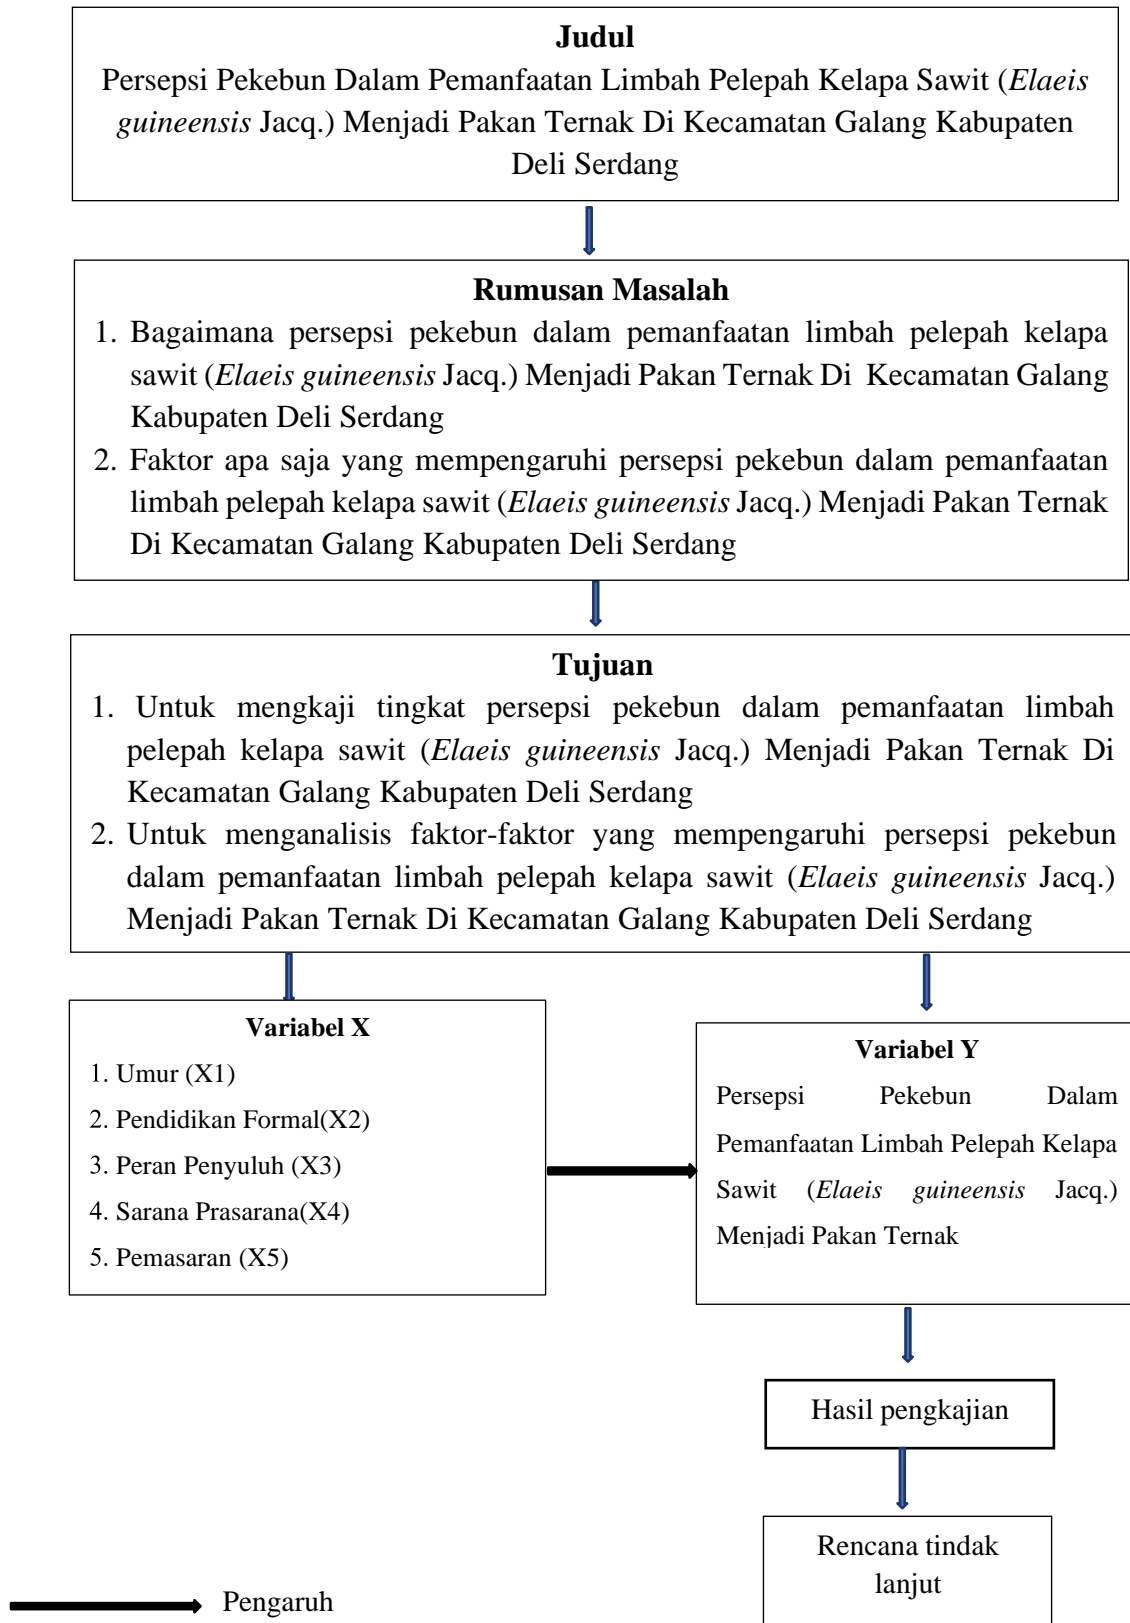 Judul
Persepsi Pekebun Dalam Pemanfaatan Limbah Pelepah Kelapa Sawit (Elaeis
guineensis Jacq.) Menjadi Pakan Ternak Di Kecamatan Galang Kabupaten
Deli Serdang
Rumusan Masalah
1. Bagaimana persepsi pekebun dalam pemanfaatan limbah pelepah kelapa
sawit (Elaeis guineensis Jacq.) Menjadi Pakan Ternak Di Kecamatan Galang
Kabupaten Deli Serdang
2. Faktor apa saja yang mempengaruhi persepsi pekebun dalam pemanfaatan
limbah pelepah kelapa sawit (Elaeis guineensis Jacq.) Menjadi Pakan Ternak
Di Kecamatan Galang Kabupaten Deli Serdang
Tujuan
1. Untuk mengkaji tingkat persepsi pekebun dalam pemanfaatan limbah
pelepah kelapa sawit (Elaeis guineensis Jacq.) Menjadi Pakan Ternak Di
Kecamatan Galang Kabupaten Deli Serdang
2. Untuk menganalisis faktor-faktor yang mempengaruhi persepsi pekebun
dalam pemanfaatan limbah pelepah kelapa sawit (Elaeis guineensis Jacq.)
Menjadi Pakan Ternak Di Kecamatan Galang Kabupaten Deli Serdang
Variabel X
1. Umur (X1)
2. Pendidikan Formal(X2)
3. Peran Penyuluh (X3)
4. Sarana Prasarana(X4)
5. Pemasaran (X5)
Variabel Y
Persepsi Pekebun Dalam
Pemanfaatan Limbah Pelepah Kelapa
Sawit (Elaeis guineensis Jacq.)
Menjadi Pakan Ternak
Hasil pengkajian
Rencana tindak
lanjut
Pengaruh